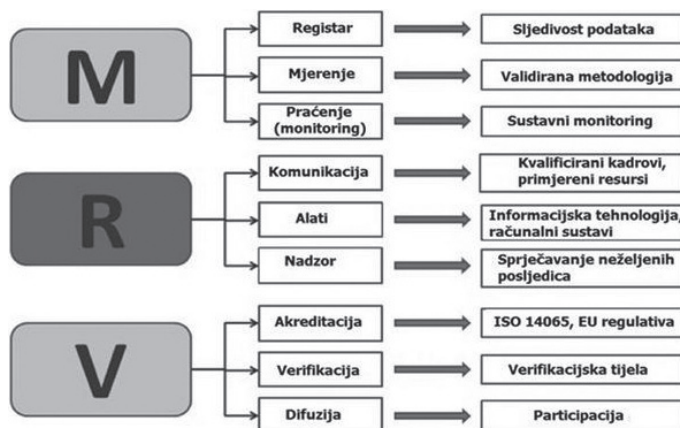 M
Registar
Sljedivost podataka
Mjerenje
Validirana metodologija
Praćenje
(monitoring)
Sustavni monitoring
R
Komunikacija
Kvalificirani kadrovi,
primjereni resursi
Alati
Informacijska tehnologija,
računalni sustavi
Nadzor
Sprječavanje neželjenih
posljedica
V
Akreditacija
ISO 14065, EU regulativa
Verifikacija
Verifikacijska tijela
Difuzija
Participacija